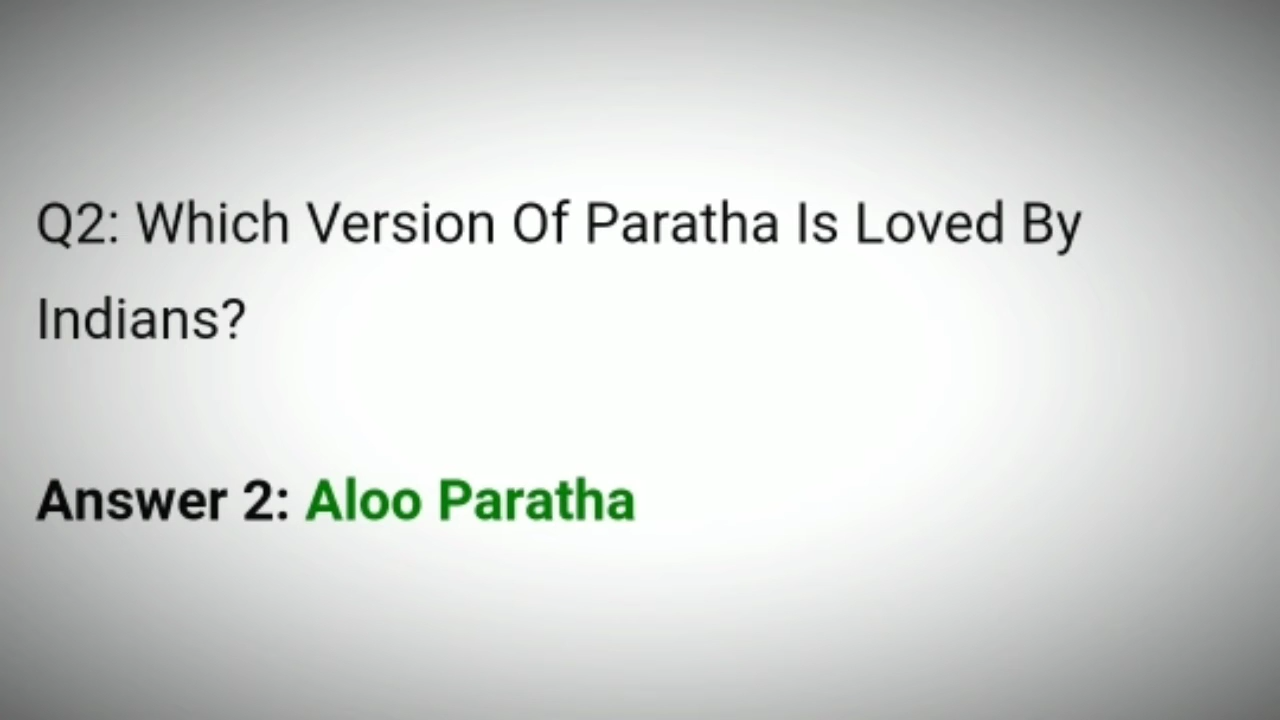 Q2: Which Version Of Paratha Is Loved By
Indians?
Answer 2: Aloo Paratha